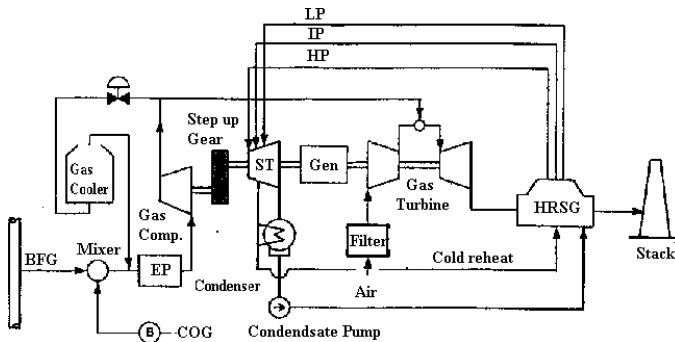 LP
IP
HP
Step up
Gear
ST
Gen
Gas
Cooler
Gas
Turbine
HRSG
Gas
Comp.
Filter
Mixer
BFG
EP
Cold reheat
Stack
Condenser
Air
B
COG
Condendsate Pump